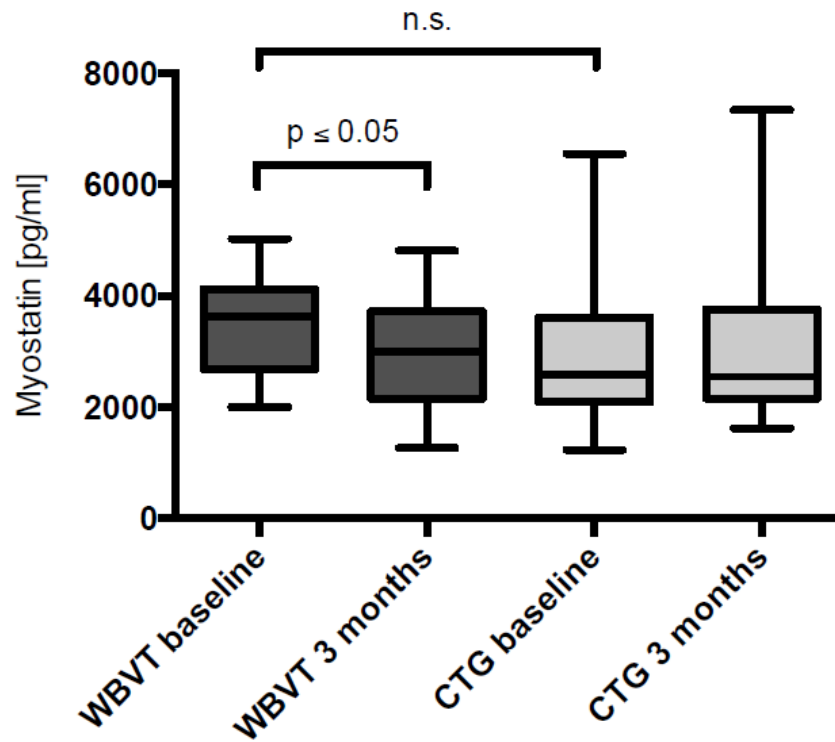 n.s.
p ≤ 0.05
Myostatin [pg/ml]
8000
6000
4000
2000
0
WBVT baseline
WBVT 3 months
CTG baseline
CTG 3 months